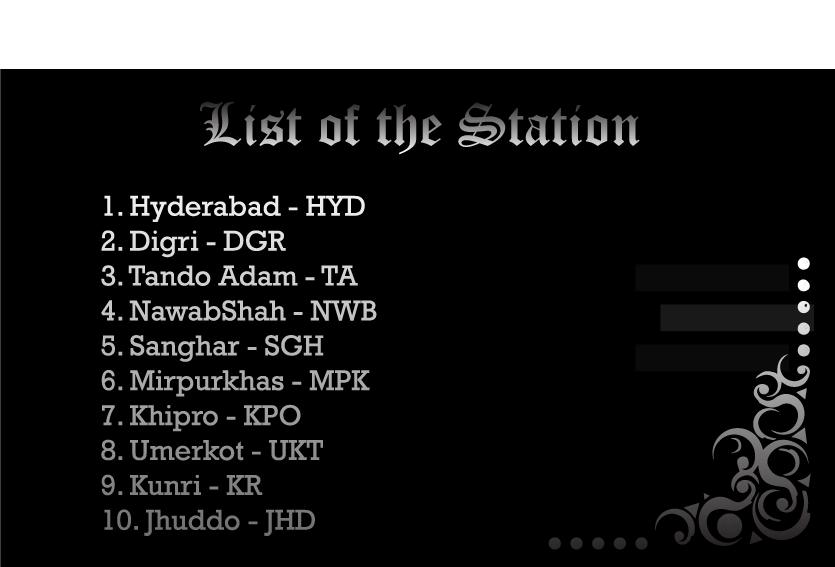 List of the Station
1. Hyderabad - HYD
2. Digri - DGR
3. Tando Adam - TA
4. NawabShah - NWB
5. Sanghar - SGH
6. Mirpurkhas - MPK
7. Khipro - KPO
8. Umerkot - UKT
9. Kunri - KR
10. Jhuddo - JHD